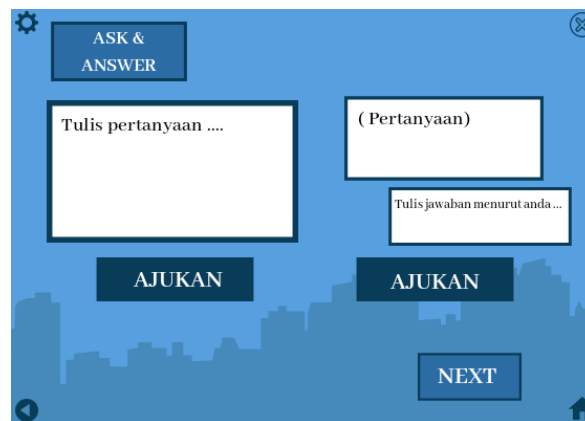 ASK &
ANSWER
Tulis pertanyaan ....
( Pertanyaan)
Tulis jawaban menurut anda ...
AJUKAN
AJUKAN
NEXT